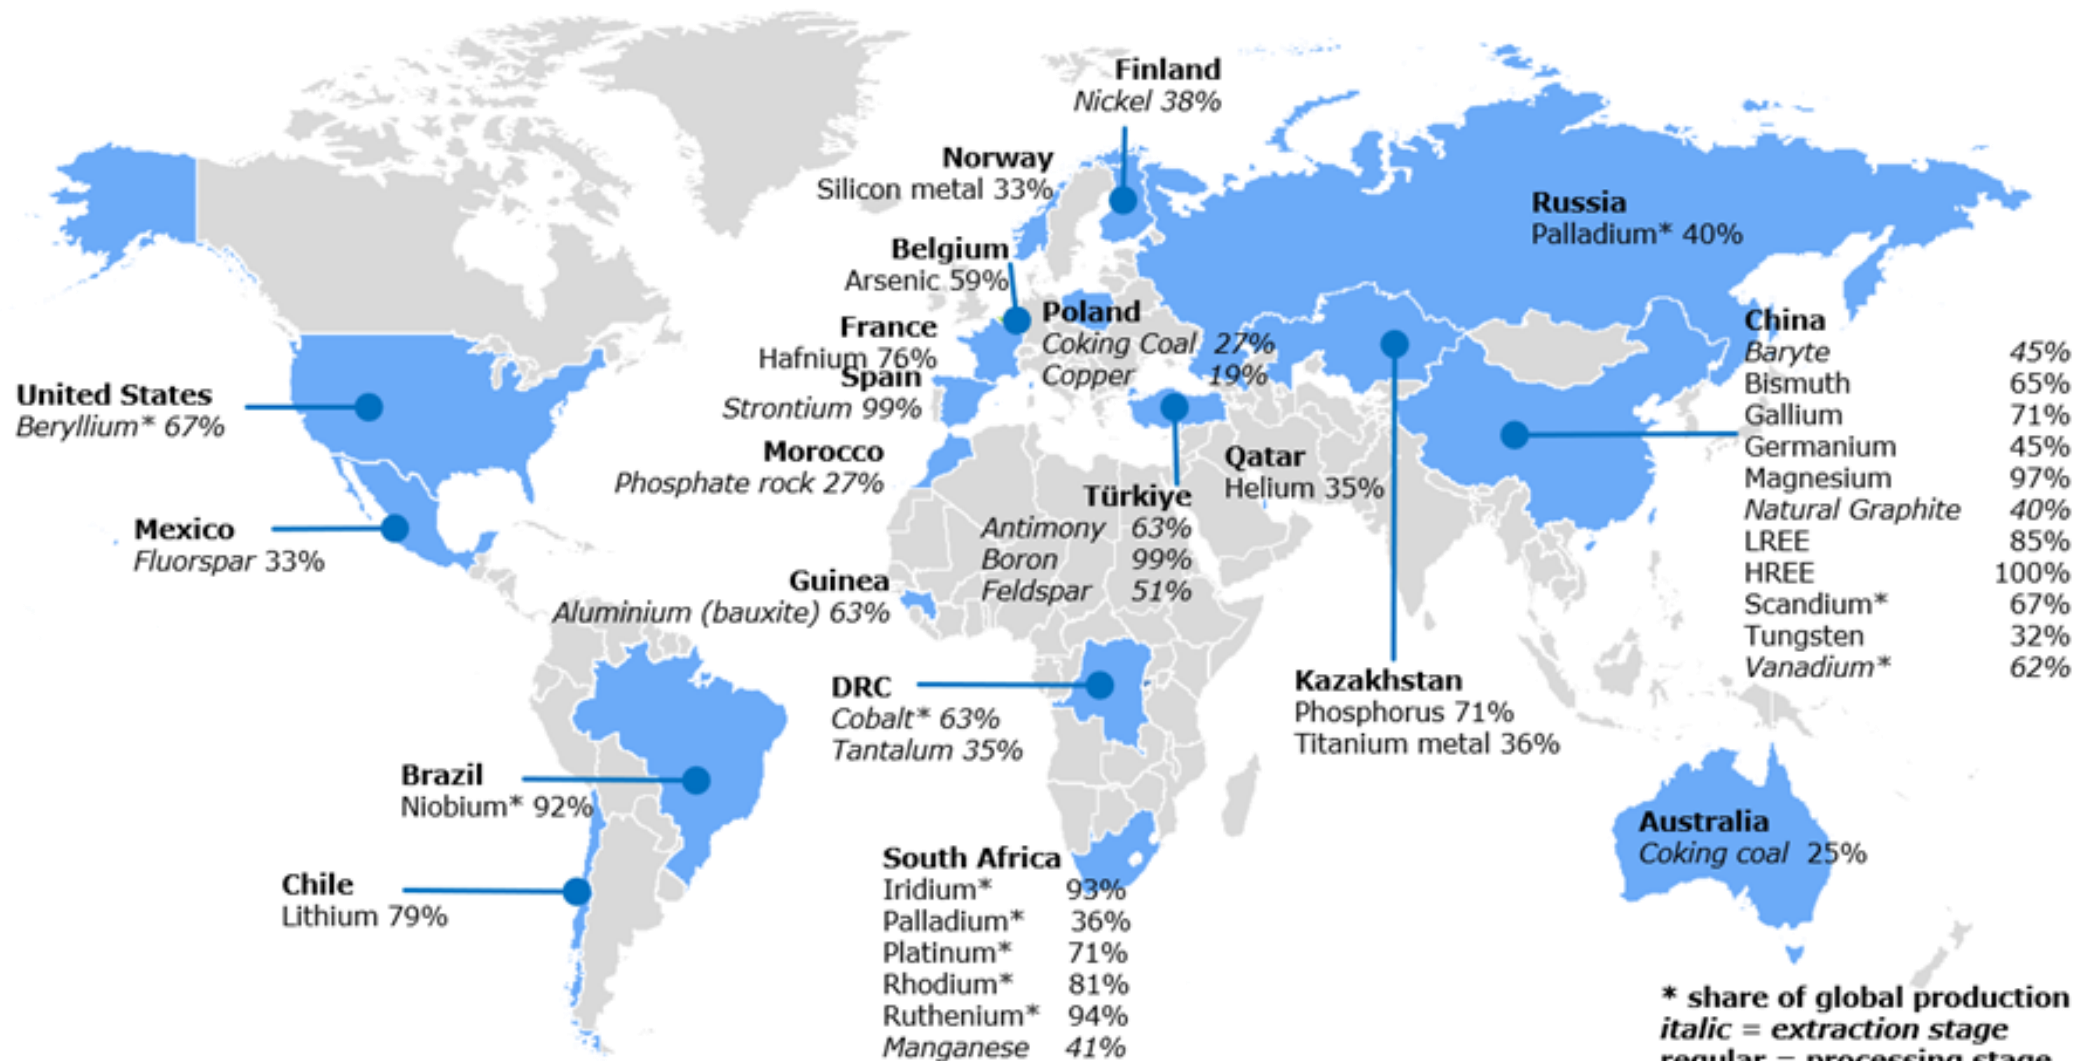 Finland
Nickel 38%
Norway
Silicon metal 33%
Russia
Palladium* 40%
Belgium
Arsenic 59%
Poland
Coking Coal 27%
Copper 19%
France
Hafnium 76%
Spain
Strontium 99%
China
Baryte 45%
Bismuth 65%
Gallium 71%
Germanium 45%
Magnesium 97%
Natural Graphite 40%
LREE 85%
HREE 100%
Scandium* 67%
Tungsten 32%
Vanadium* 62%
United States
Beryllium* 67%
Morocco
Phosphate rock 27%
Qatar
Helium 35%
Türkiye
Antimony 63%
Boron 99%
Feldspar 51%
Mexico
Fluorspar 33%
Guinea
Aluminium (bauxite) 63%
DRC
Cobalt* 63%
Tantalum 35%
Kazakhstan
Phosphorus 71%
Titanium metal 36%
Brazil
Niobium* 92%
Australia
Coking coal 25%
Chile
Lithium 79%
South Africa
Iridium* 93%
Palladium* 36%
Platinum* 71%
Rhodium* 81%
Ruthenium* 94%
Manganese 41%
* share of global production
italic = extraction stage
regular = processing stage